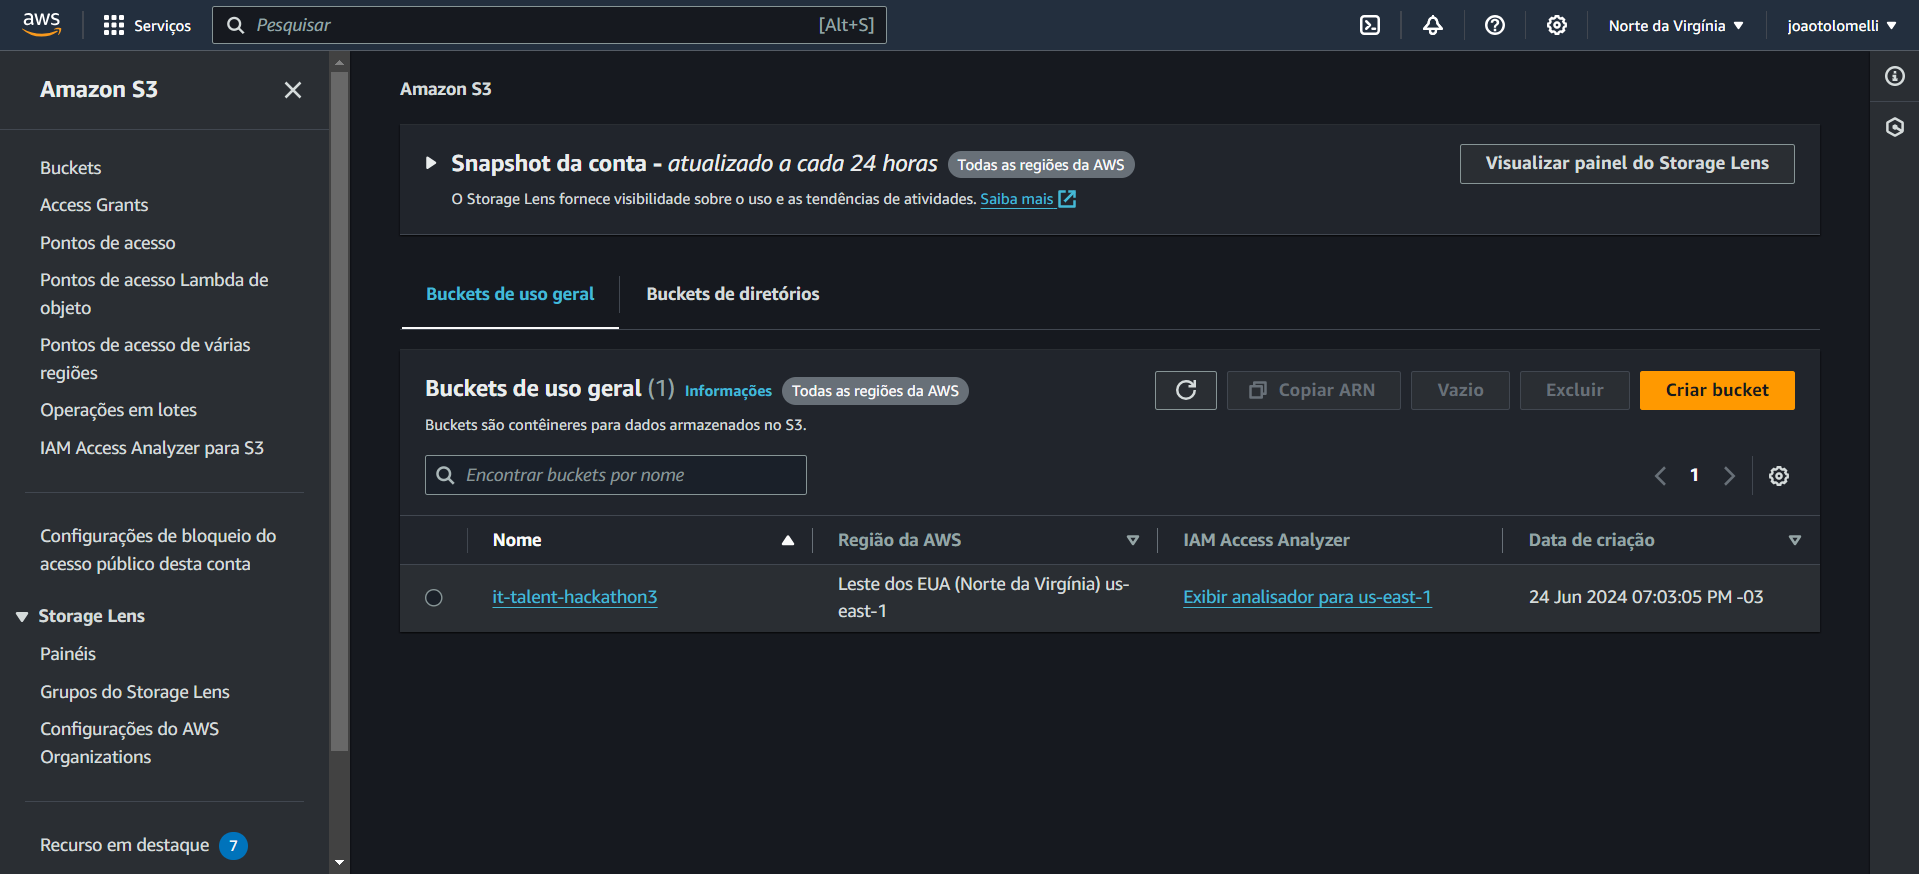 aws
Serviços
Pesquisar
[Alt+S]
Norte da Virgínia
joaotolomelli
Amazon S3
Buckets
Access Grants
Pontos de acesso
Pontos de acesso Lambda de
objeto
Pontos de acesso de várias
regiões
Operações em lotes
IAM Access Analyzer para S3
Configurações de bloqueio do
acesso público desta conta
Storage Lens
Painéis
Grupos do Storage Lens
Configurações do AWS
Organizations
Recurso em destaque 7
Amazon S3
Snapshot da conta - atualizado a cada 24 horas Todas as regiões da AWS
O Storage Lens fornece visibilidade sobre o uso e as tendências de atividades. Saiba mais
Visualizar painel do Storage Lens
Buckets de uso geral
Buckets de diretórios
Buckets de uso geral (1) Informações Todas as regiões da AWS
Buckets são contêineres para dados armazenados no S3.
Copiar ARN
Vazio
Excluir
Criar bucket
Encontrar buckets por nome
1
Nome
Região da AWS
IAM Access Analyzer
Data de criação
it-talent-hackathon3
Leste dos EUA (Norte da Virgínia) us-
east-1
Exibir analisador para us-east-1
24 Jun 2024 07:03:05 PM -03